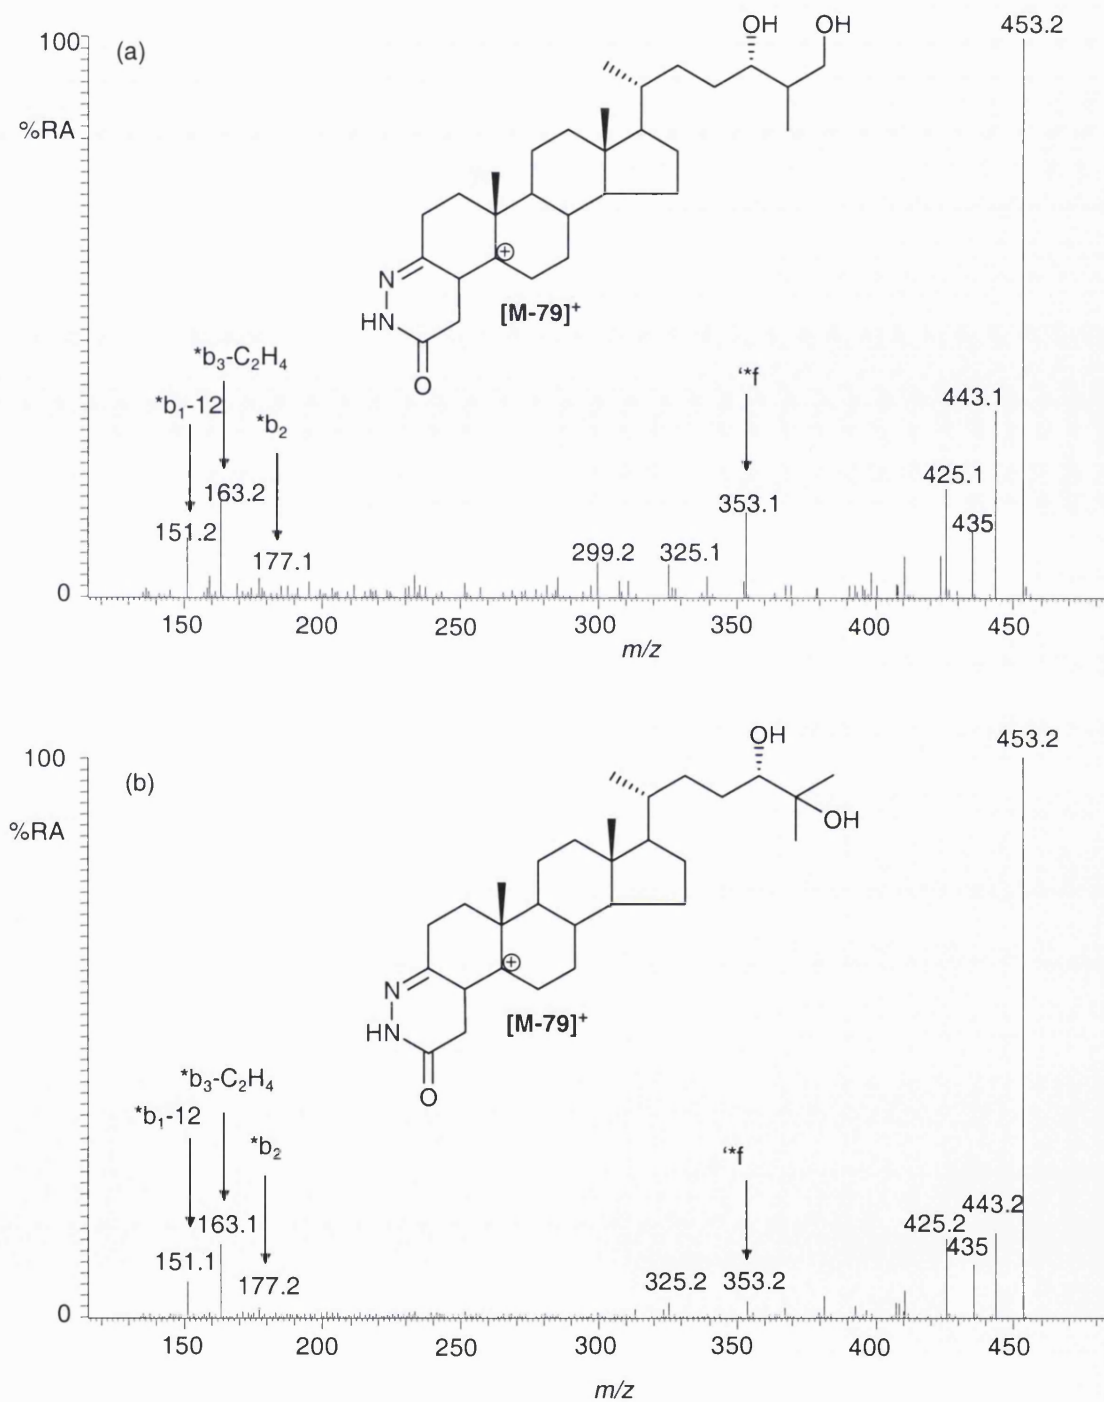 100
(a)
OH OH
453.2
%RA
N
HN
O
[M-79]⁺
*b₃-C₂H₄
*b₁-12
*b₂
‘*f
443.1
425.1
435
353.1
163.2
151.2
177.1
299.2
325.1
0
150 200 250 300 350 400 450
m/z
100
(b)
OH
453.2
%RA
OH
N
HN
O
[M-79]⁺
*b₃-C₂H₄
*b₁-12
*b₂
‘*f
443.2
425.2
435
163.1
151.1
177.2
325.2 353.2
0
150 200 250 300 350 400 450
m/z